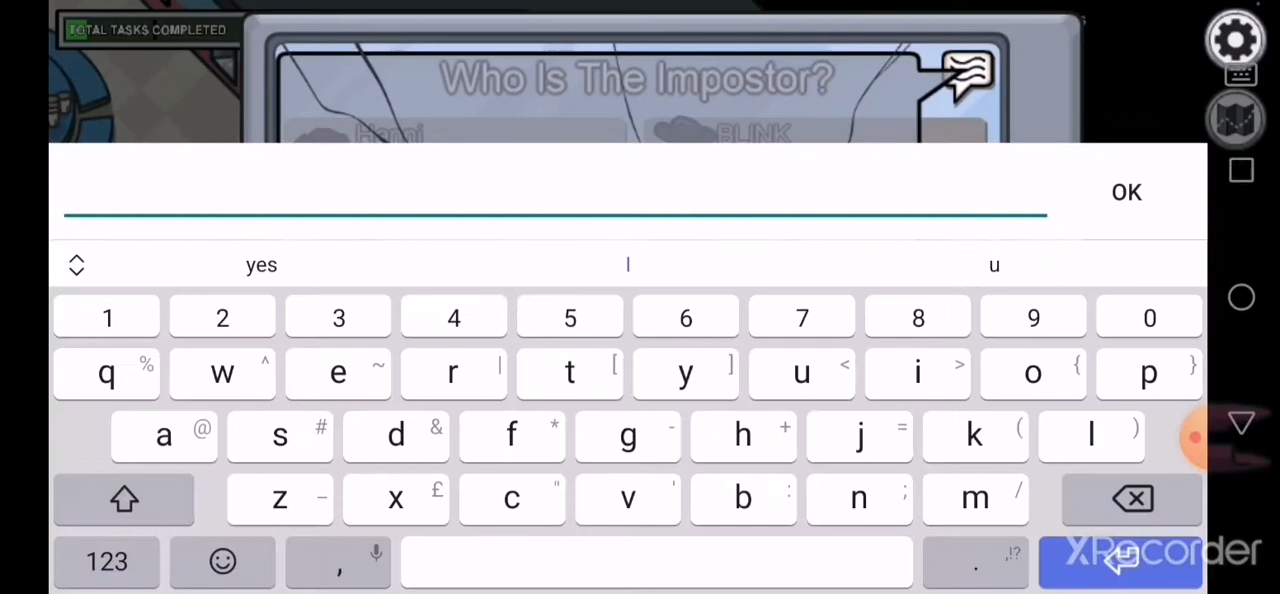 TOTAL TASKS COMPLETED
Who Is The Impostor?
Hanni BLINK
OK
yes I u
1 2 3 4 5 6 7 8 9 0
q % w ^ e ~ r | t [ y ] u < i > o { p }
a @ s # d & f * g - h + j = k ( l )
z _ x £ c " v ' b : n ; m /
123 , . ,!?
XRecorder